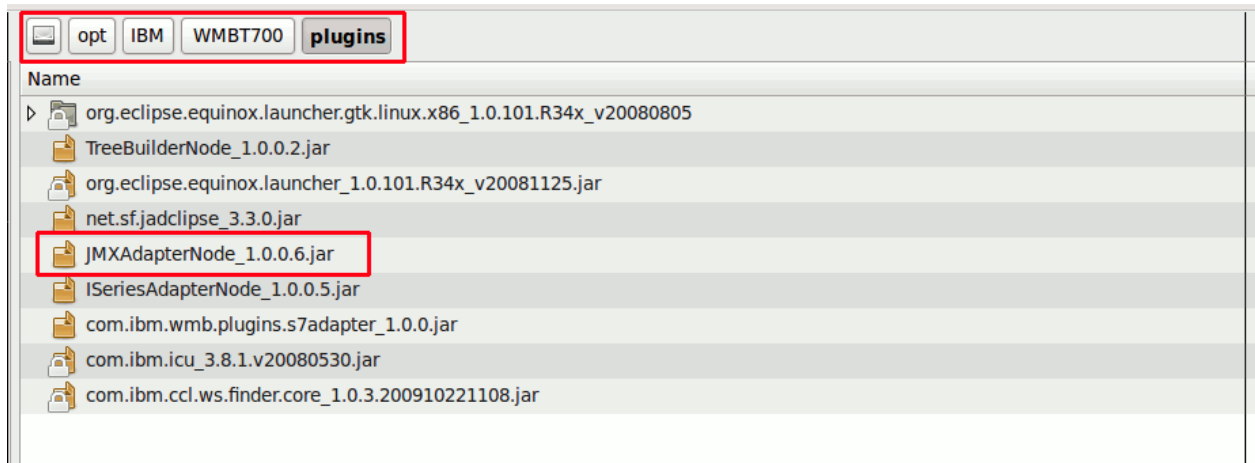 opt IBM WMBT700 plugins
Name
org.eclipse.equinox.launcher.gtk.linux.x86_1.0.101.R34x_v20080805
TreeBuilderNode_1.0.0.2.jar
org.eclipse.equinox.launcher_1.0.101.R34x_v20081125.jar
net.sf.jadclipse_3.3.0.jar
JMXAdapterNode_1.0.0.6.jar
ISeriesAdapterNode_1.0.0.5.jar
com.ibm.wmb.plugins.s7adapter_1.0.0.jar
com.ibm.icu_3.8.1.v20080530.jar
com.ibm.ccl.ws.finder.core_1.0.3.200910221108.jar